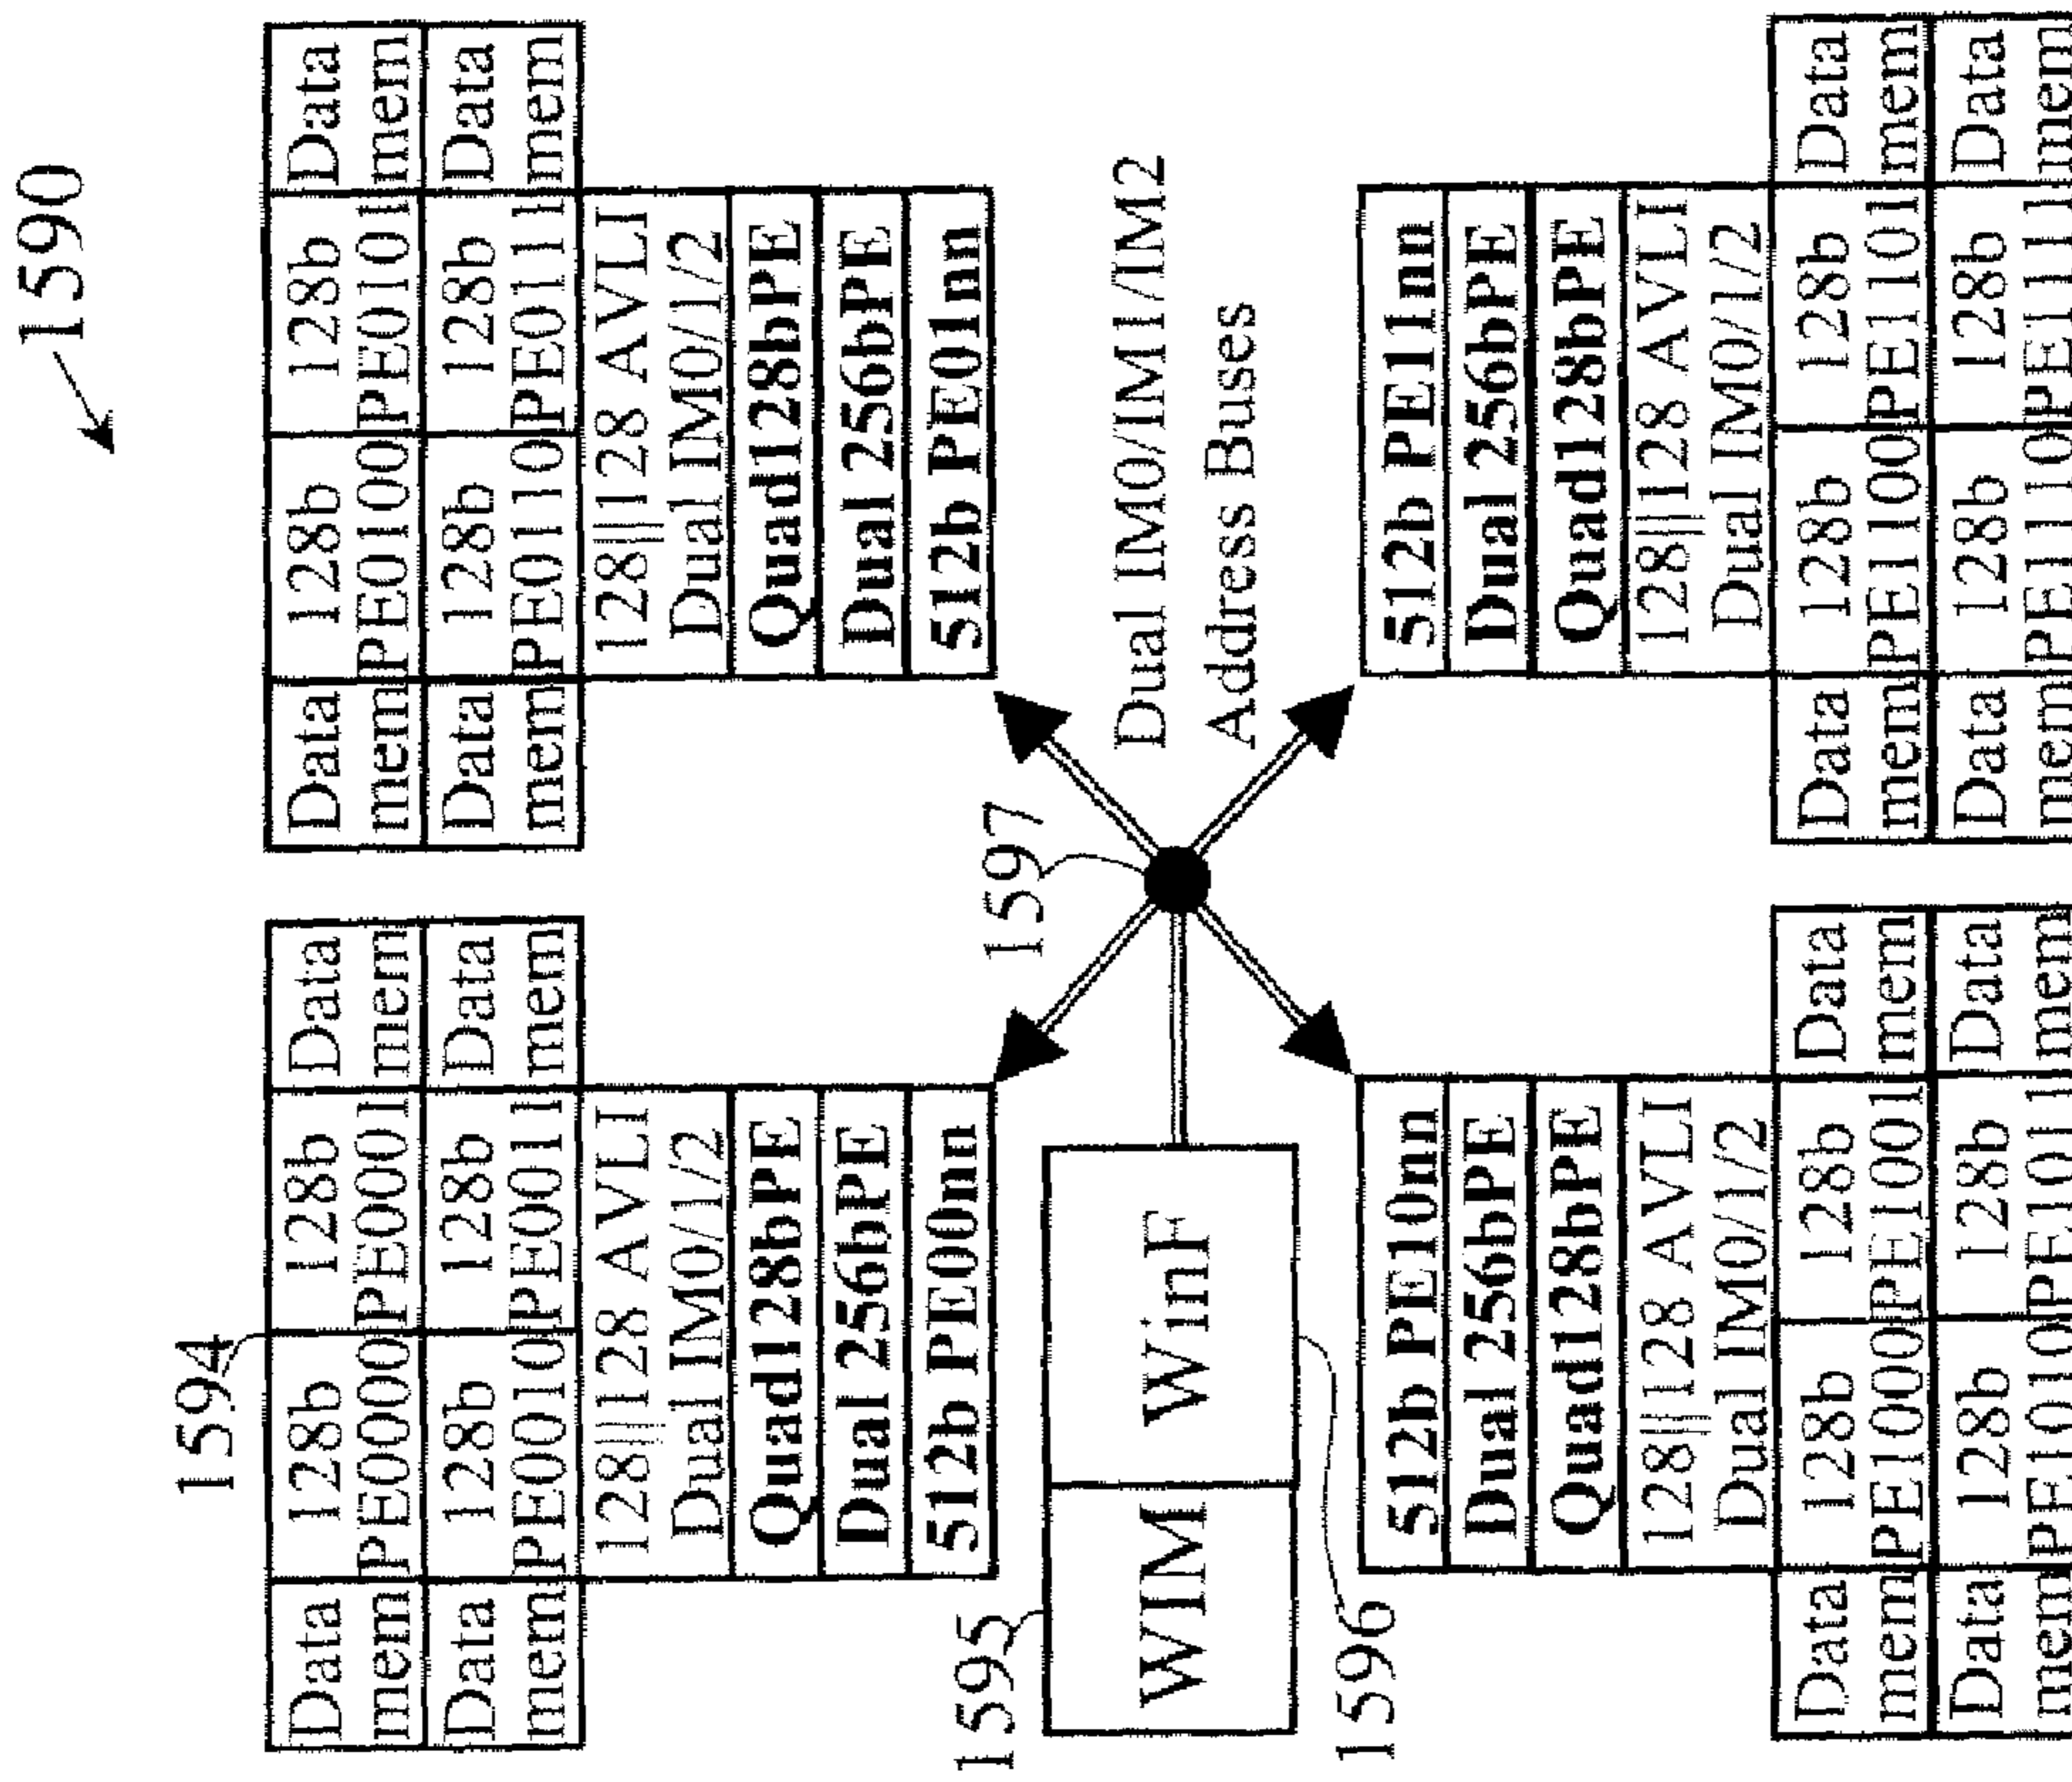 1590
1594
Data 128b 128b Data Data 128b 128b Data
mem PE0000 PE0001 mem mem PE0100 PE0101 mem
Data 128b 128b Data Data 128b 128b Data
mem PE0010 PE0011 mem mem PE0110 PE0111 mem
128|||128 AVLI 128|||128 AVLI
Dual IM0/1/2 Dual IM0/1/2
Quad128bPE Quad128bPE
Dual 256bPE Dual 256bPE
512b PE00nn 512b PE01nn
1595 1597
Dual IM0/IM1/IM2
WIM WinF
Address Buses
1596
512b PE10nn 512b PE11nn
Dual 256bPE Dual 256bPE
Quad128bPE Quad128bPE
128|||128 AVLI 128|||128 AVLI
Dual IM0/1/2 Dual IM0/1/2
Data 128b 128b Data Data 128b 128b Data
mem PE1000 PE1001 mem mem PE1100 PE1101 mem
Data 128b 128b Data Data 128b 128b Data
mem PE1010 PE1011 mem mem PE1110 PE1111 mem